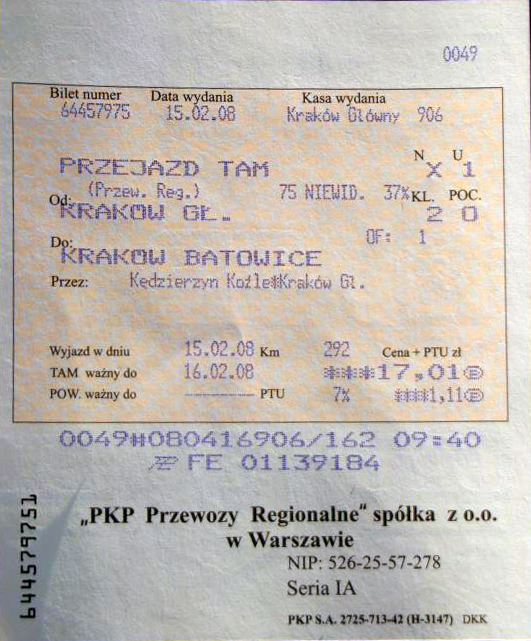 0049
Bilet numer Data wydania Kasa wydania
64457975 15.02.08 Kraków Główny 906
N U
PRZEJAZD TAM X 1
(Przew. Reg.) 75 NIEWID. 37% KL. POC.
Od: KRAKOW GŁ. 2 0
OF: 1
Do: KRAKOW BATOWICE
Przez: Kędzierzyn Koźle*Kraków Gł.
Wyjazd w dniu 15.02.08 Km 292 Cena + PTU zł
TAM ważny do 16.02.08 ***17,01
POW. ważny do -------- PTU 7% ***1,11
0049#080416906/162 09:40
FE 01139184
„PKP Przewozy Regionalne“ spółka z o.o.
w Warszawie
NIP: 526-25-57-278
Seria IA
PKP S.A. 2725-713-42 (H-3147) DKK
644579751